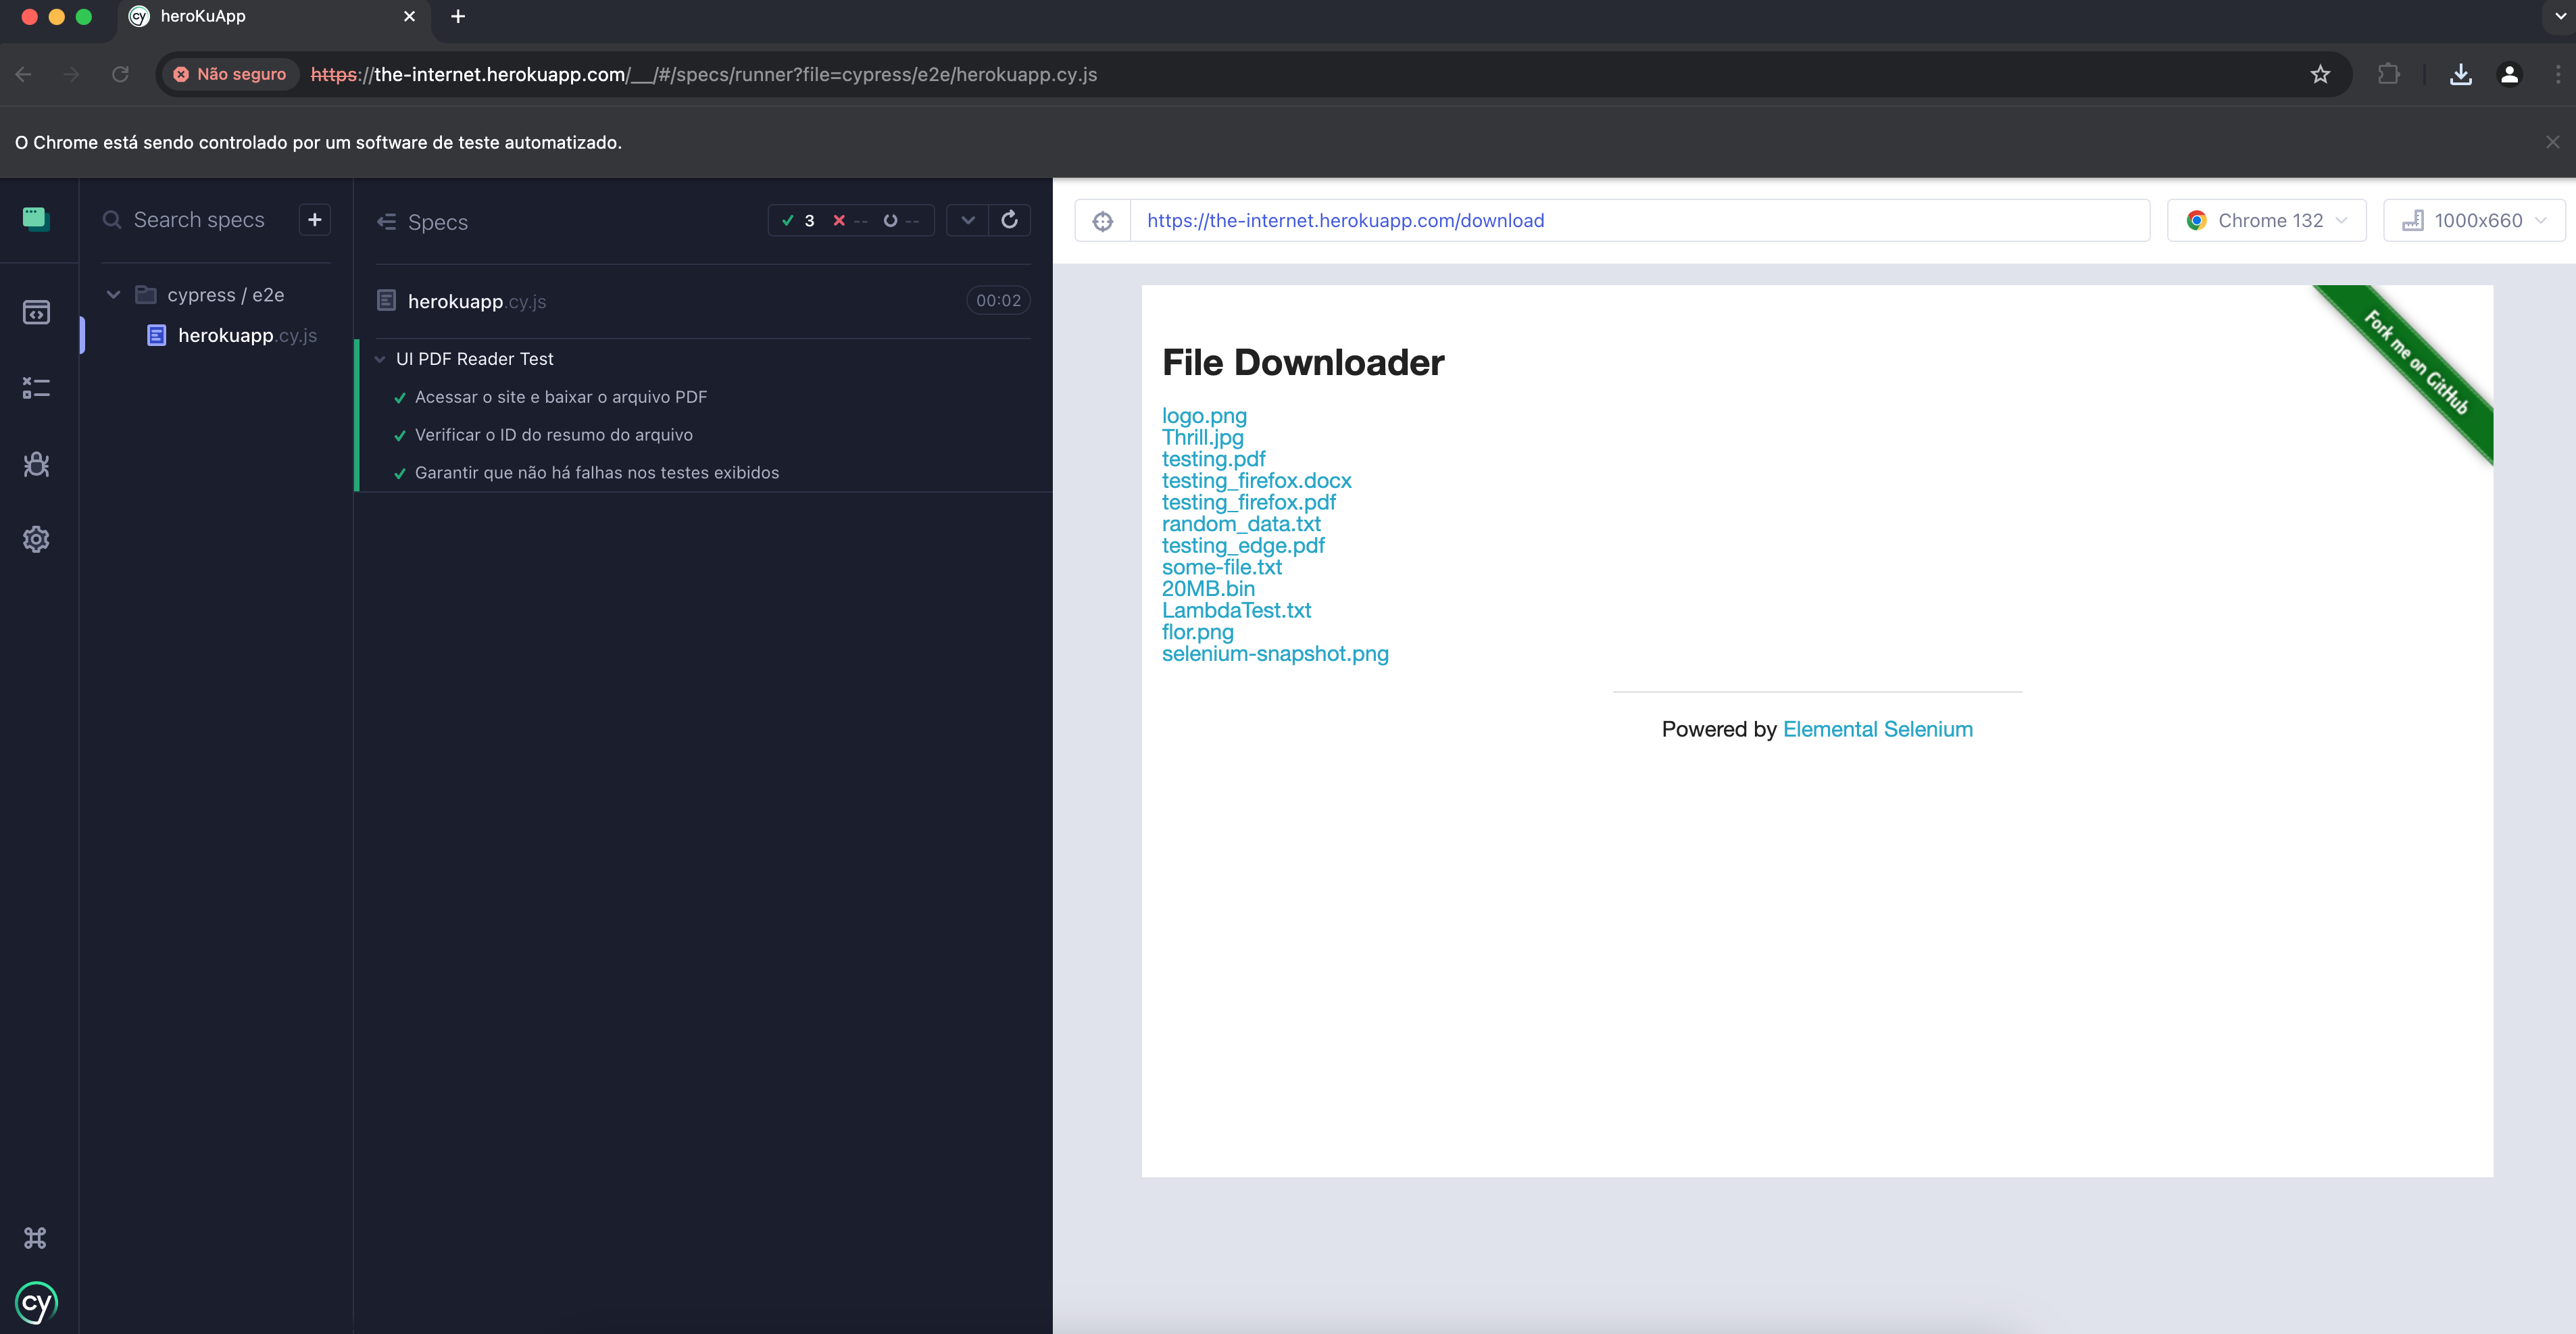 heroKuApp
Não seguro https://the-internet.herokuapp.com/__/#/specs/runner?file=cypress/e2e/herokuapp.cy.js
O Chrome está sendo controlado por um software de teste automatizado.
Search specs
cypress / e2e
herokuapp.cy.js
Specs
3 -- --
herokuapp.cy.js 00:02
UI PDF Reader Test
Acessar o site e baixar o arquivo PDF
Verificar o ID do resumo do arquivo
Garantir que não há falhas nos testes exibidos
cy
https://the-internet.herokuapp.com/download
Chrome 132
1000x660
Fork me on GitHub
File Downloader
logo.png
Thrill.jpg
testing.pdf
testing_firefox.docx
testing_firefox.pdf
random_data.txt
testing_edge.pdf
some-file.txt
20MB.bin
LambdaTest.txt
flor.png
selenium-snapshot.png
Powered by Elemental Selenium